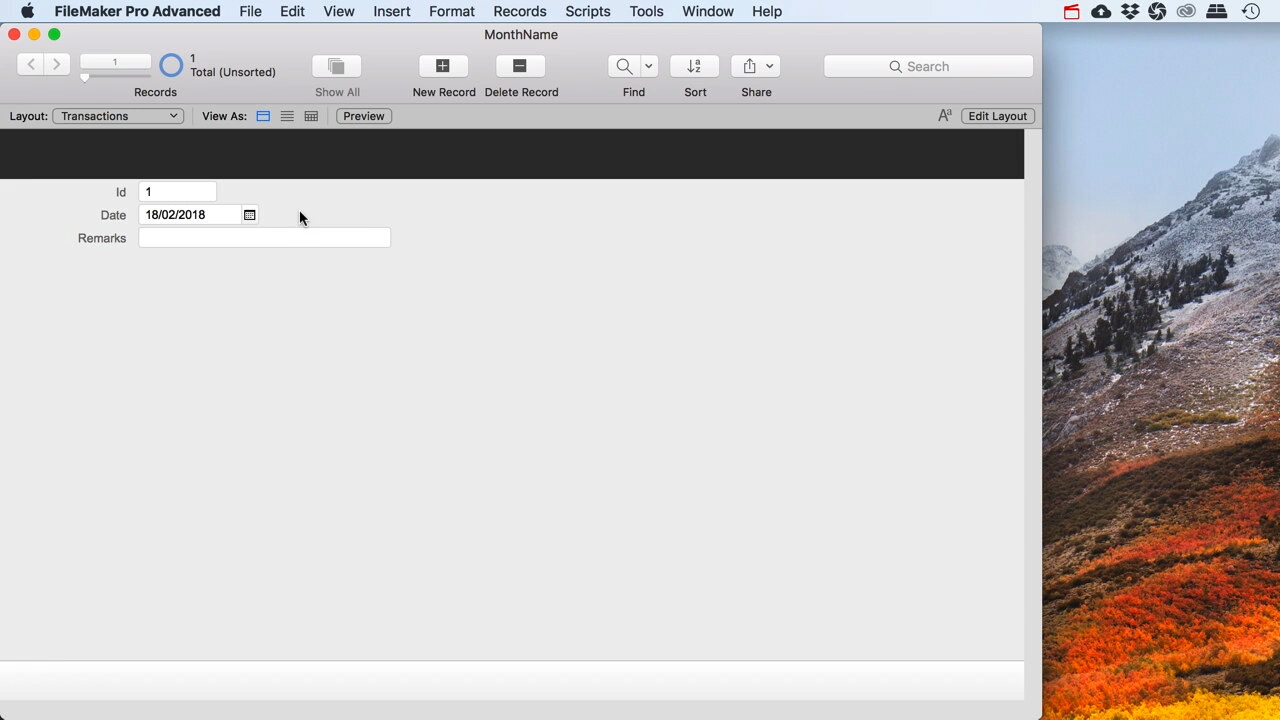 FileMaker Pro Advanced File Edit View Insert Format Records Scripts Tools Window Help
MonthName
1
1
Total (Unsorted)
Search
Records
Show All
New Record
Delete Record
Find
Sort
Share
Layout: Transactions
View As:
Preview
Aa
Edit Layout
Id 1
Date 18/02/2018
Remarks